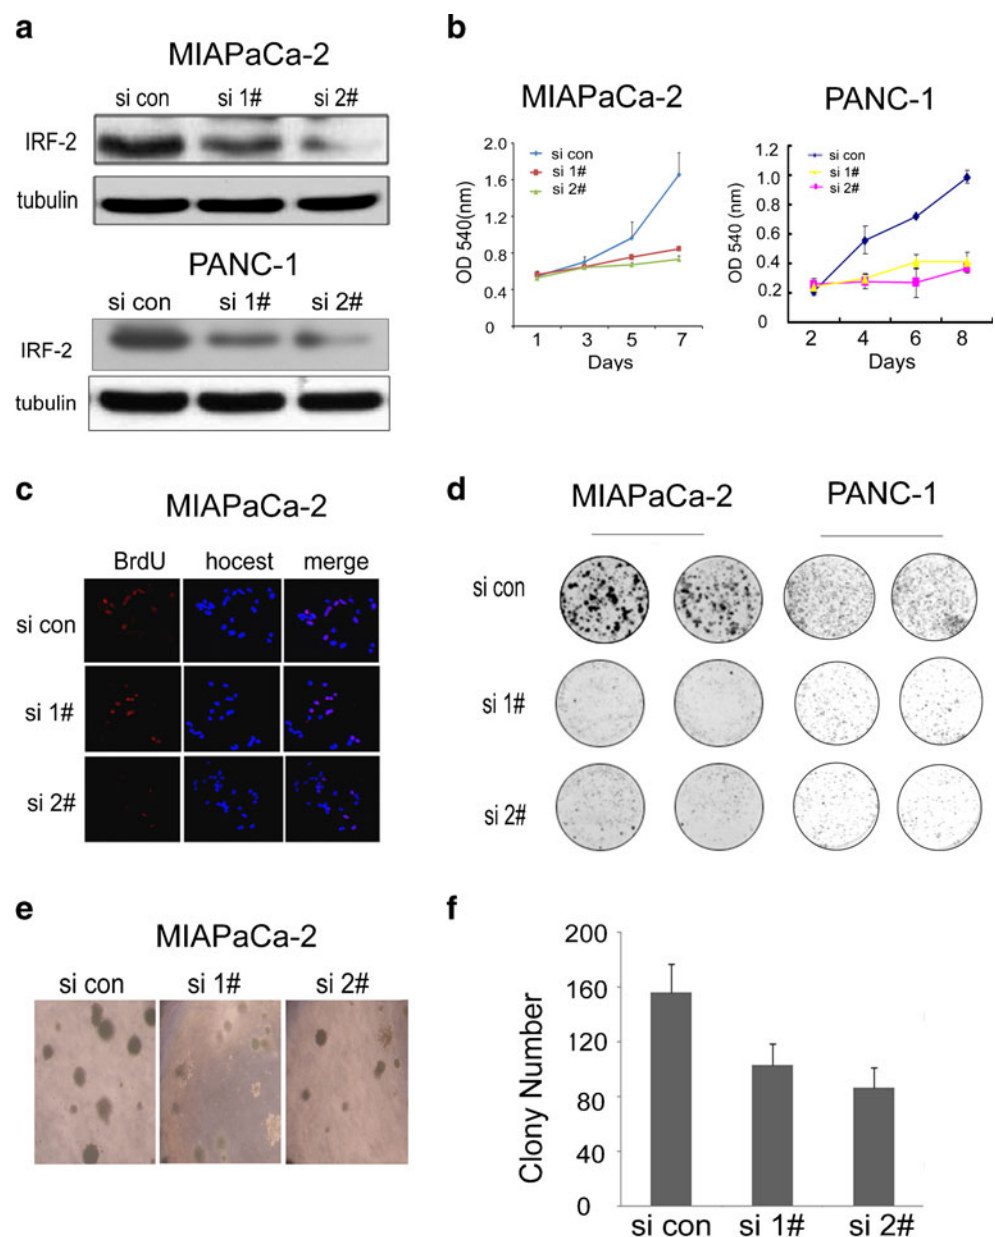 a
MIAPaCa-2
si con si 1# si 2#
IRF-2
tubulin
PANC-1
si con si 1# si 2#
IRF-2
tubulin
b
MIAPaCa-2
OD 540(nm)
2.0
1.6
1.2
0.8
0.4
0
si con
si 1#
si 2#
1 3 5 7
Days
PANC-1
OD 540 (nm)
1.2
1.0
0.8
0.6
0.4
0.2
0
si con
si 1#
si 2#
2 4 6 8
Days
c
MIAPaCa-2
BrdU hocest merge
si con
si 1#
si 2#
d
MIAPaCa-2 PANC-1
si con
si 1#
si 2#
e
MIAPaCa-2
si con si 1# si 2#
f
Clony Number
200
160
120
80
40
0
si con si 1# si 2#